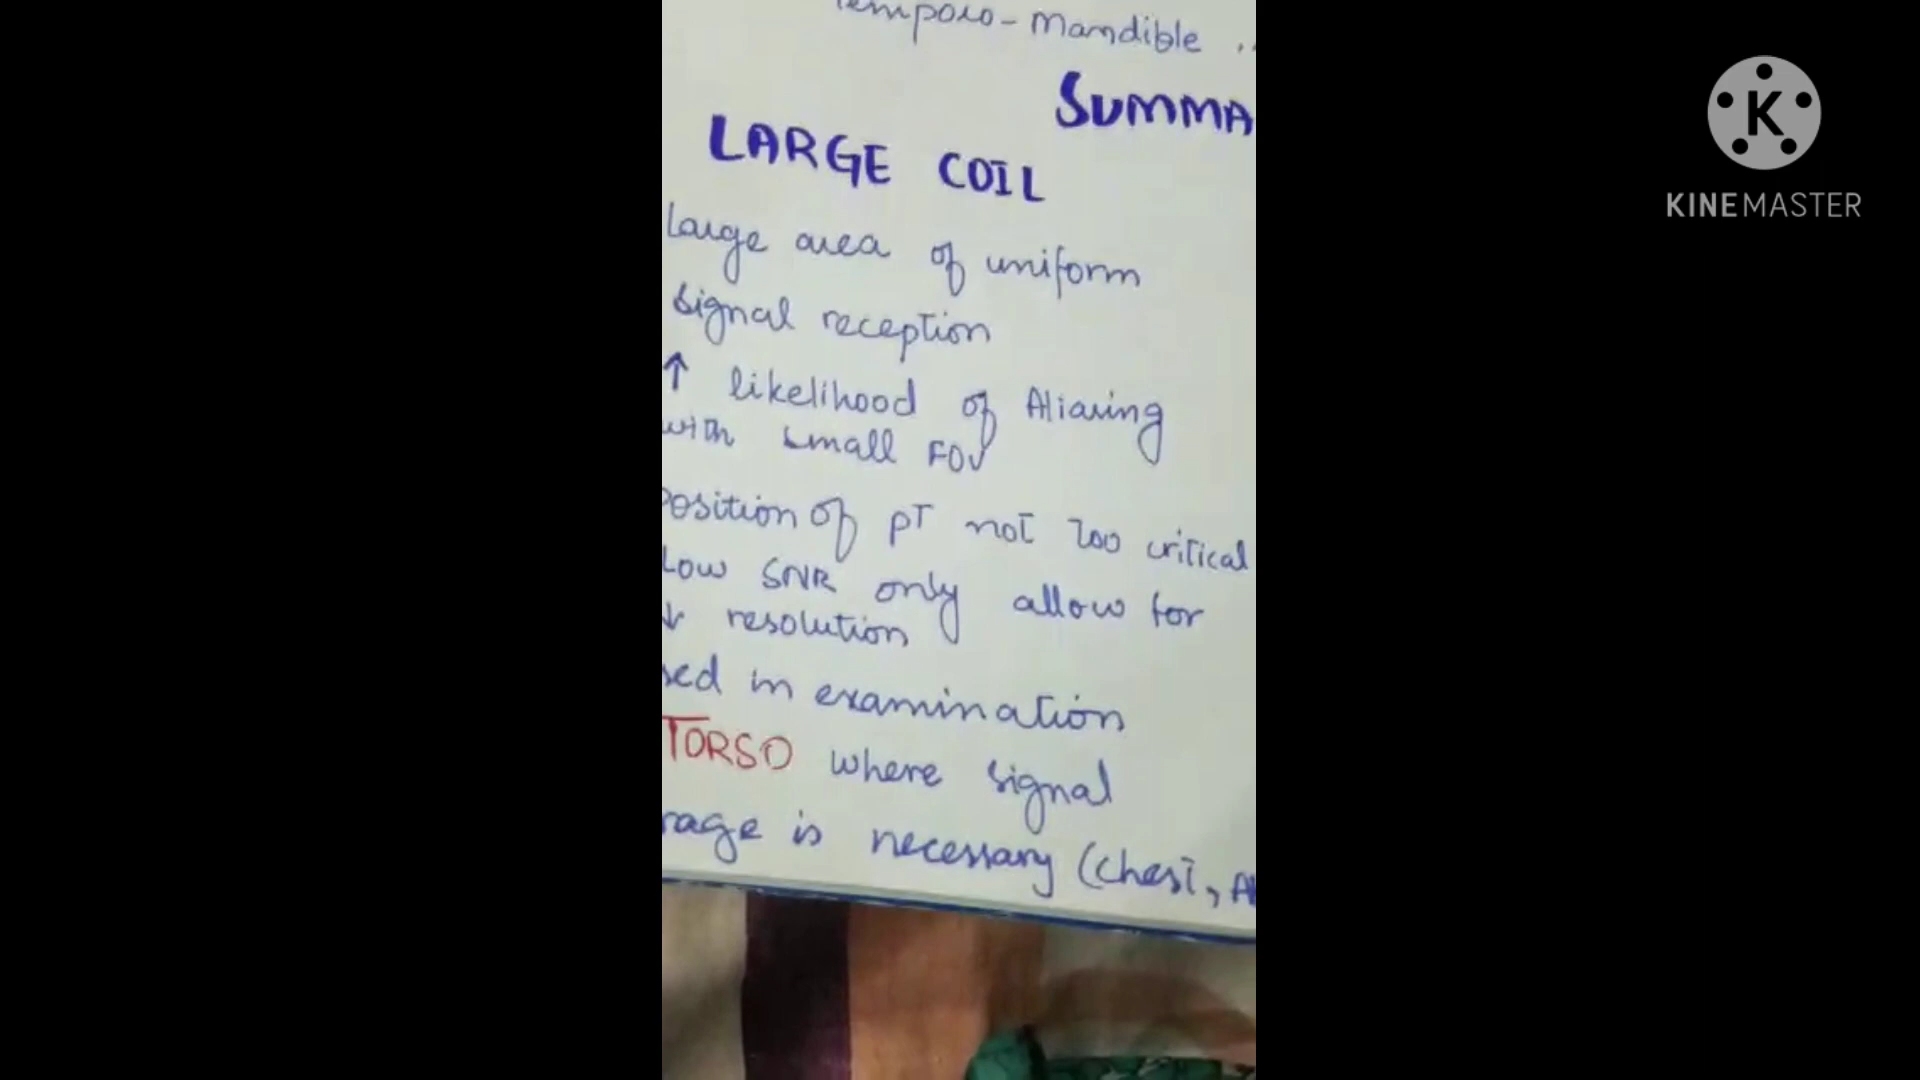 Temporo-Mandible ..
SUMMA
LARGE COIL
Large area of uniform
signal reception
↑ likelihood of Aliasing
with small FOV
Position of pT not Too critical
Low SNR only allow for
↓ resolution
sed in examination
TORSO where signal
rage is necessary (Chest, A
K
KINEMASTER